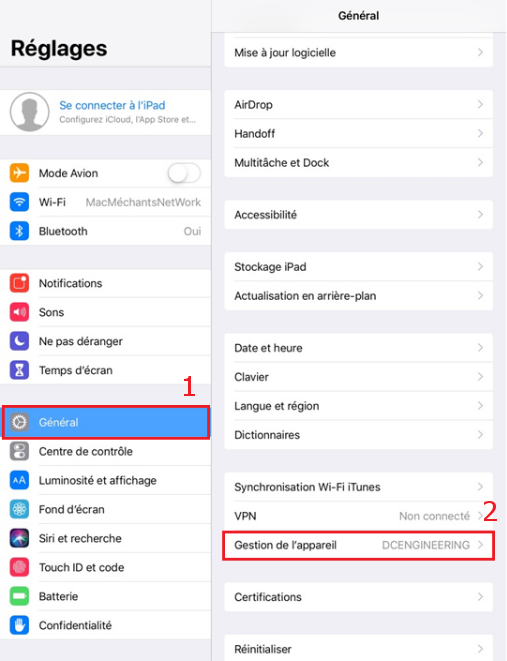 Réglages
Se connecter à l'iPad
Configurez iCloud, l'App Store et...
Mode Avion
Wi-Fi MacMéchantsNetWork
Bluetooth Oui
Notifications
Sons
Ne pas déranger
Temps d'écran
1
Général
Centre de contrôle
Luminosité et affichage
Fond d'écran
Siri et recherche
Touch ID et code
Batterie
Confidentialité
Général
Mise à jour logicielle
AirDrop
Handoff
Multitâche et Dock
Accessibilité
Stockage iPad
Actualisation en arrière-plan
Date et heure
Clavier
Langue et région
Dictionnaires
Synchronisation Wi-Fi iTunes
VPN Non connecté
2
Gestion de l'appareil DCENGINEERING
Certifications
Réinitialiser